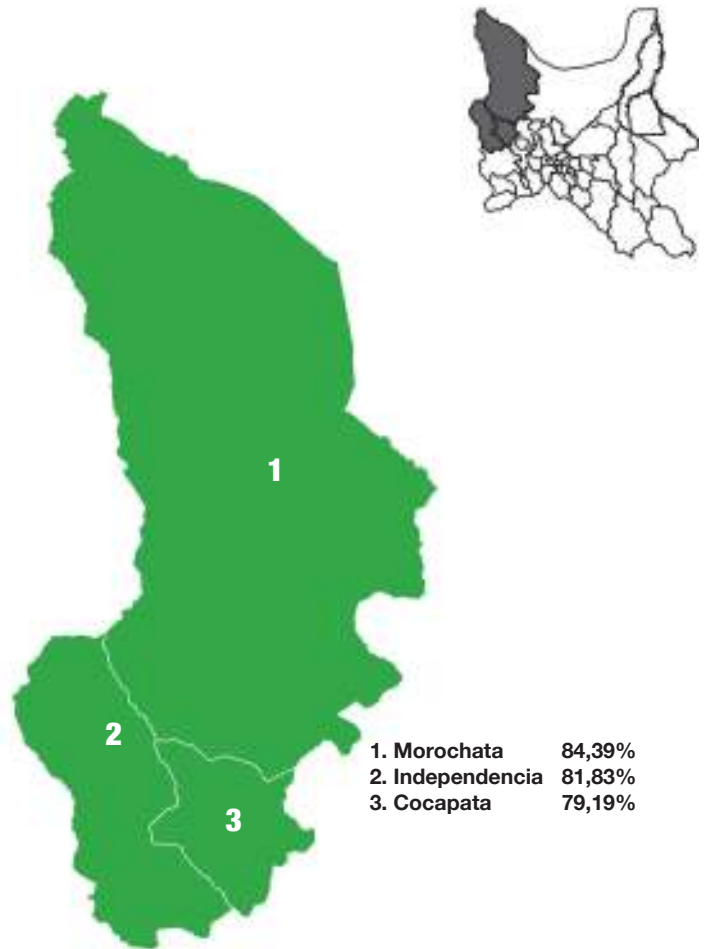 1
2
3
1. Morochata 84,39%
2. Independencia 81,83%
3. Cocapata 79,19%